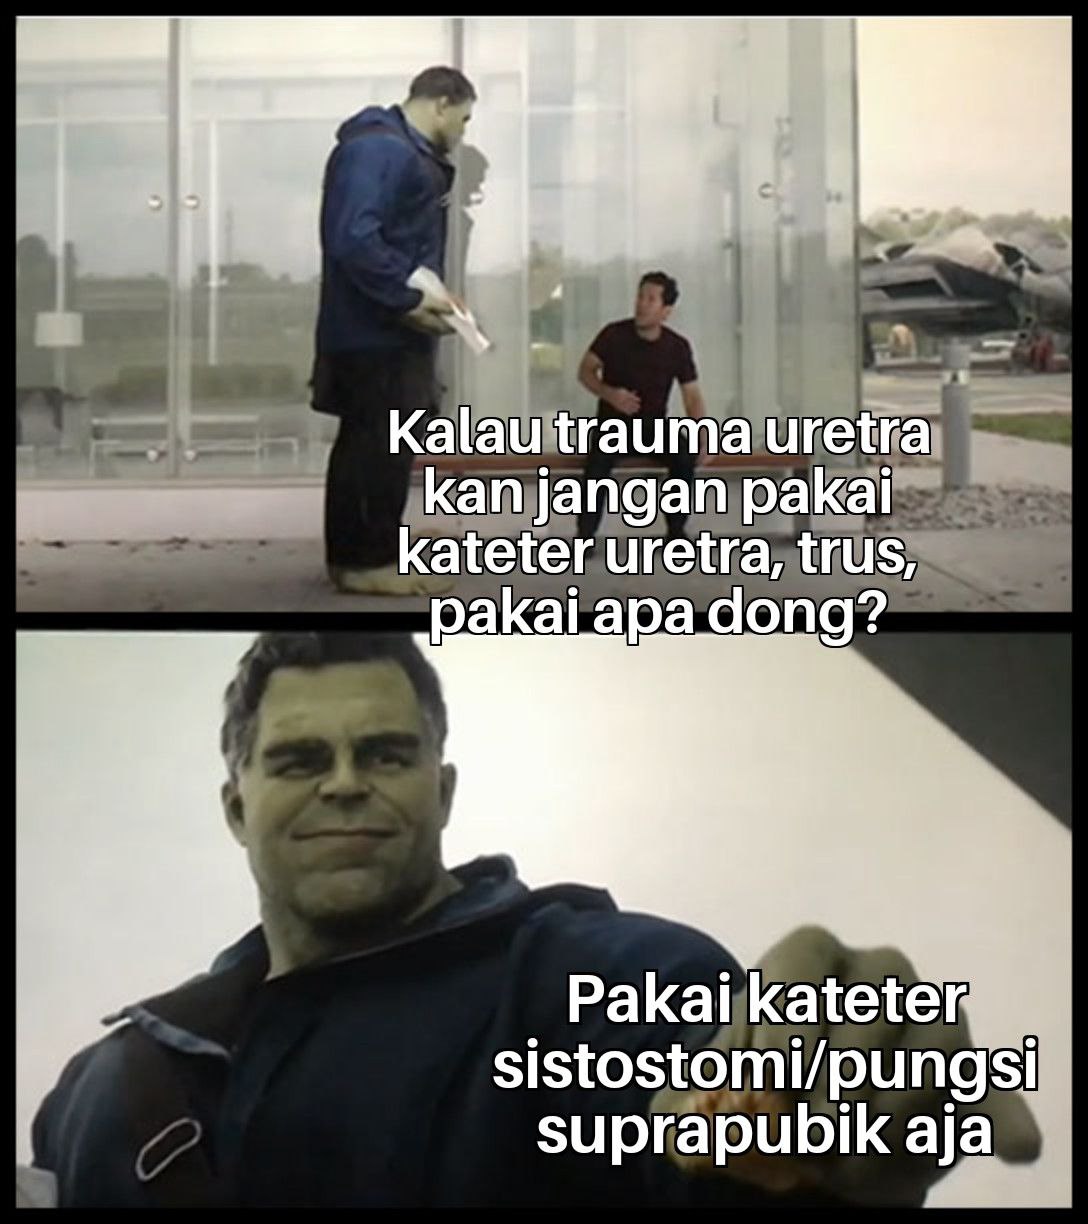 Kalau trauma uretra
kan jangan pakai
kateter uretra, trus,
pakai apa dong?
Pakai kateter
sistostomi/pungsi
suprapubik aja